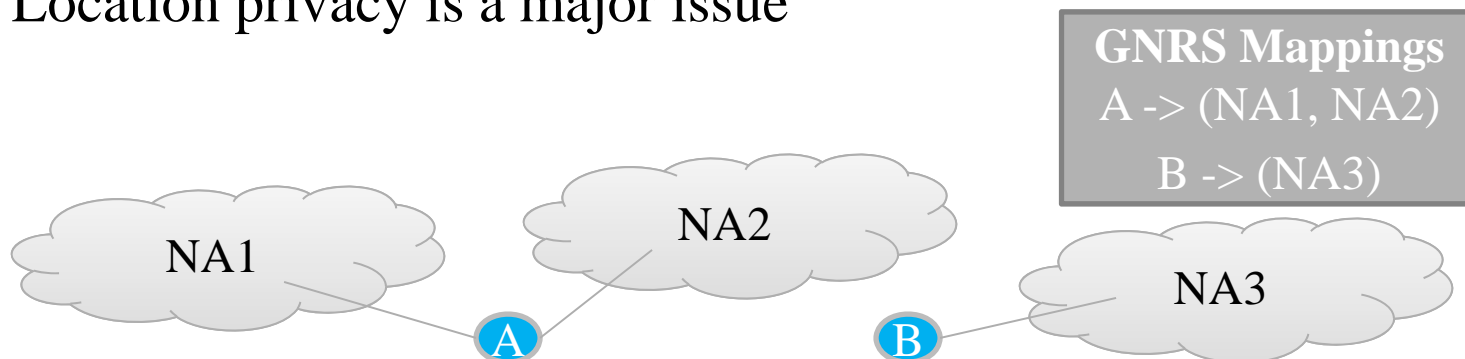 Location privacy is a major issue
GNRS Mappings
A -> (NA1, NA2)
B -> (NA3)
NA1
NA2
NA3
A
B